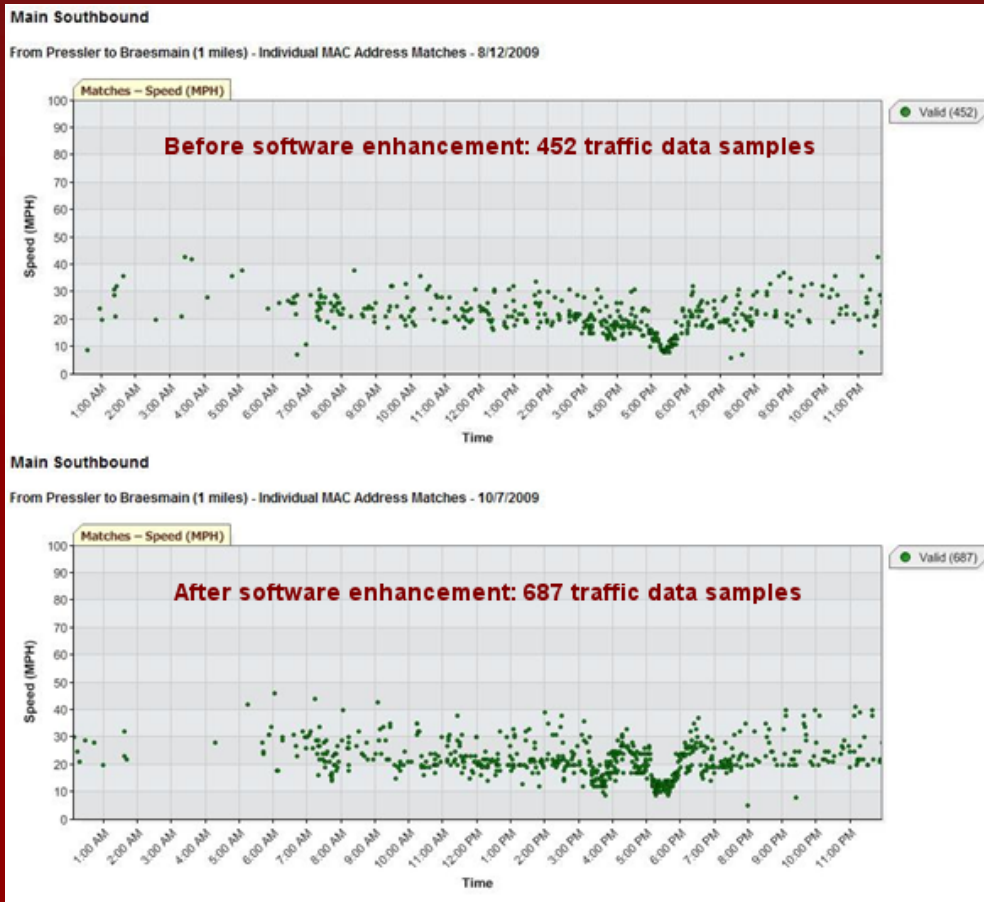 Main Southbound
From Pressler to Braesmain (1 miles) - Individual MAC Address Matches - 8/12/2009
Matches – Speed (MPH)
Valid (452)
Before software enhancement: 452 traffic data samples
Speed (MPH)
100
90
80
70
60
50
40
30
20
10
0
1:00 AM
2:00 AM
3:00 AM
4:00 AM
5:00 AM
6:00 AM
7:00 AM
8:00 AM
9:00 AM
10:00 AM
11:00 AM
12:00 PM
1:00 PM
2:00 PM
3:00 PM
4:00 PM
5:00 PM
6:00 PM
7:00 PM
8:00 PM
9:00 PM
10:00 PM
11:00 PM
Time
Main Southbound
From Pressler to Braesmain (1 miles) - Individual MAC Address Matches - 10/7/2009
Matches – Speed (MPH)
Valid (687)
After software enhancement: 687 traffic data samples
Speed (MPH)
100
90
80
70
60
50
40
30
20
10
0
1:00 AM
2:00 AM
3:00 AM
4:00 AM
5:00 AM
6:00 AM
7:00 AM
8:00 AM
9:00 AM
10:00 AM
11:00 AM
12:00 PM
1:00 PM
2:00 PM
3:00 PM
4:00 PM
5:00 PM
6:00 PM
7:00 PM
8:00 PM
9:00 PM
10:00 PM
11:00 PM
Time